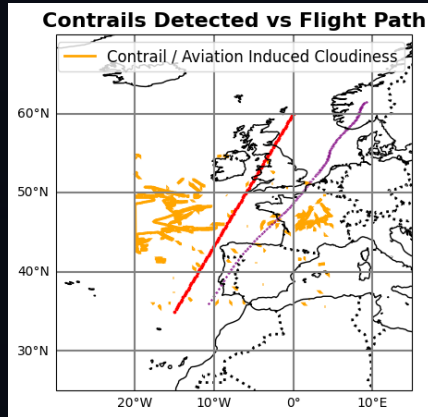 Contrails Detected vs Flight Path
Contrail / Aviation Induced Cloudiness
60°N
50°N
40°N
30°N
20°W 10°W 0° 10°E